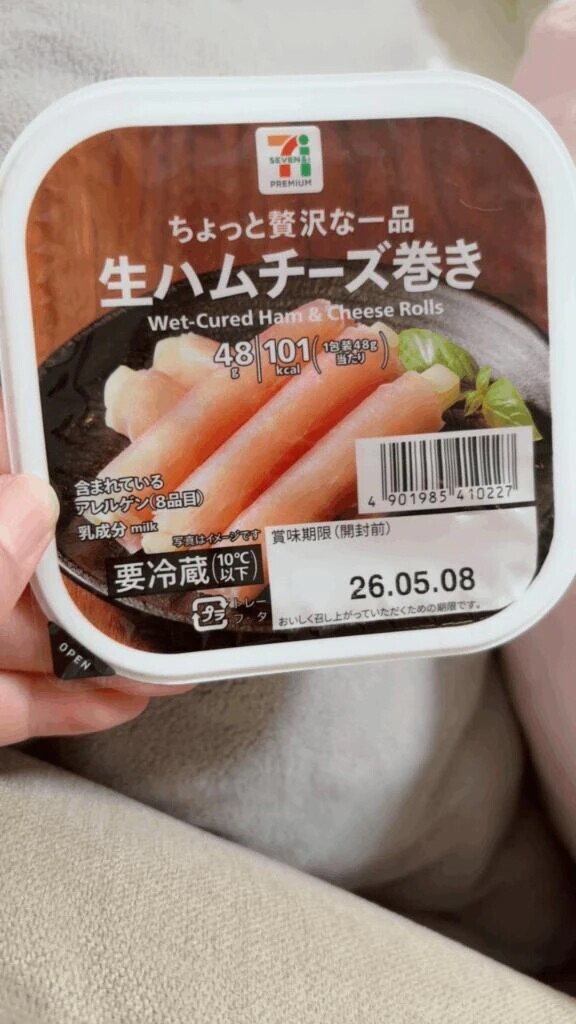 SEVEN&i
PREMIUM
ちょっと贅沢な一品
生ハムチーズ巻き
Wet-Cured Ham & Cheese Rolls
48g 101kcal (1包装48g当たり)
含まれている
アレルゲン(8品目)
乳成分 milk
写真はイメージです
4 901985 410227
賞味期限(開封前)
26.05.08
おいしく召し上がっていただくための期限です。
要冷蔵(10℃以下)
プラ
トレー
フタ
OPEN